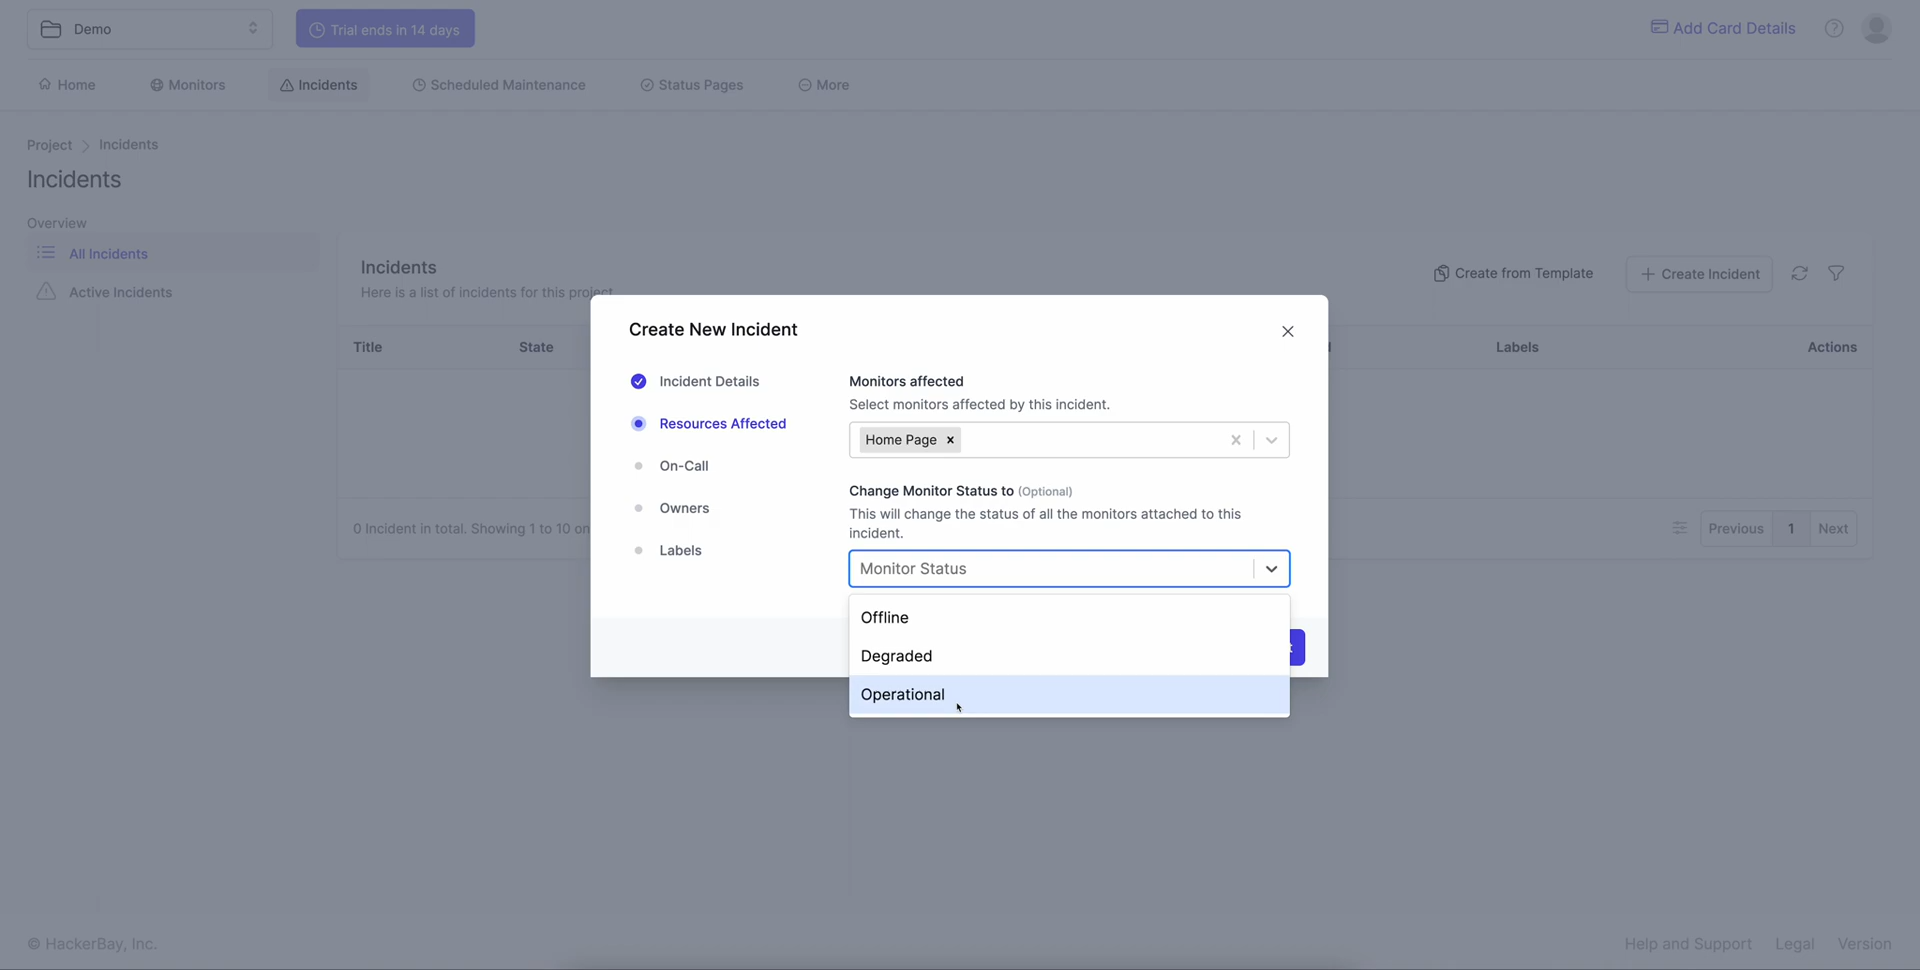 Demo
Trial ends in 14 days
Add Card Details
Home
Monitors
Incidents
Scheduled Maintenance
Status Pages
More
Project
Incidents
Incidents
Overview
All Incidents
Active Incidents
Incidents
Here is a list of incidents for this project
Create from Template
Create Incident
Title
State
Labels
Actions
0 Incident in total. Showing 1 to 10 on
Previous
1
Next
Create New Incident
Incident Details
Resources Affected
On-Call
Owners
Labels
Monitors affected
Select monitors affected by this incident.
Home Page
Change Monitor Status to (Optional)
This will change the status of all the monitors attached to this
incident.
Monitor Status
Offline
Degraded
Operational
© HackerBay, Inc.
Help and Support
Legal
Version